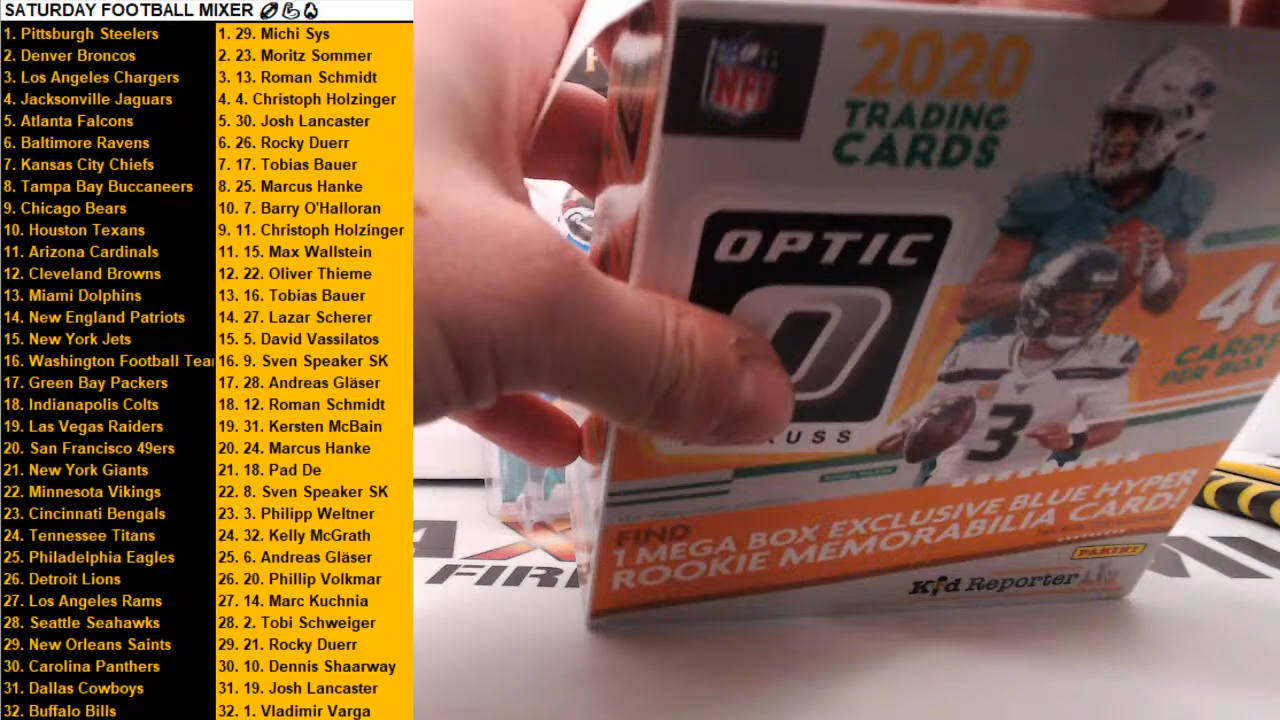 SATURDAY FOOTBALL MIXER
1. Pittsburgh Steelers
2. Denver Broncos
3. Los Angeles Chargers
4. Jacksonville Jaguars
5. Atlanta Falcons
6. Baltimore Ravens
7. Kansas City Chiefs
8. Tampa Bay Buccaneers
9. Chicago Bears
10. Houston Texans
11. Arizona Cardinals
12. Cleveland Browns
13. Miami Dolphins
14. New England Patriots
15. New York Jets
16. Washington Football Tear
17. Green Bay Packers
18. Indianapolis Colts
19. Las Vegas Raiders
20. San Francisco 49ers
21. New York Giants
22. Minnesota Vikings
23. Cincinnati Bengals
24. Tennessee Titans
25. Philadelphia Eagles
26. Detroit Lions
27. Los Angeles Rams
28. Seattle Seahawks
29. New Orleans Saints
30. Carolina Panthers
31. Dallas Cowboys
32. Buffalo Bills
1. 29. Michi Sys
2. 23. Moritz Sommer
3. 13. Roman Schmidt
4. 4. Christoph Holzinger
5. 30. Josh Lancaster
6. 26. Rocky Duerr
7. 17. Tobias Bauer
8. 25. Marcus Hanke
10. 7. Barry O'Halloran
9. 11. Christoph Holzinger
11. 15. Max Wallstein
12. 22. Oliver Thieme
13. 16. Tobias Bauer
14. 27. Lazar Scherer
15. 5. David Vassilatos
16. 9. Sven Speaker SK
17. 28. Andreas Gläser
18. 12. Roman Schmidt
19. 31. Kersten McBain
20. 24. Marcus Hanke
21. 18. Pad De
22. 8. Sven Speaker SK
23. 3. Philipp Weltner
24. 32. Kelly McGrath
25. 6. Andreas Gläser
26. 20. Phillip Volkmar
27. 14. Marc Kuchnia
28. 2. Tobi Schweiger
29. 21. Rocky Duerr
30. 10. Dennis Shaarway
31. 19. Josh Lancaster
32. 1. Vladimir Varga
NFL
2020
TRADING
CARDS
OPTIC
CARDS
PER BOX
3
FIND
1 MEGA BOX EXCLUSIVE BLUE HYPER
ROOKIE MEMORABILIA CARD!
PANINI
Kid Reporter